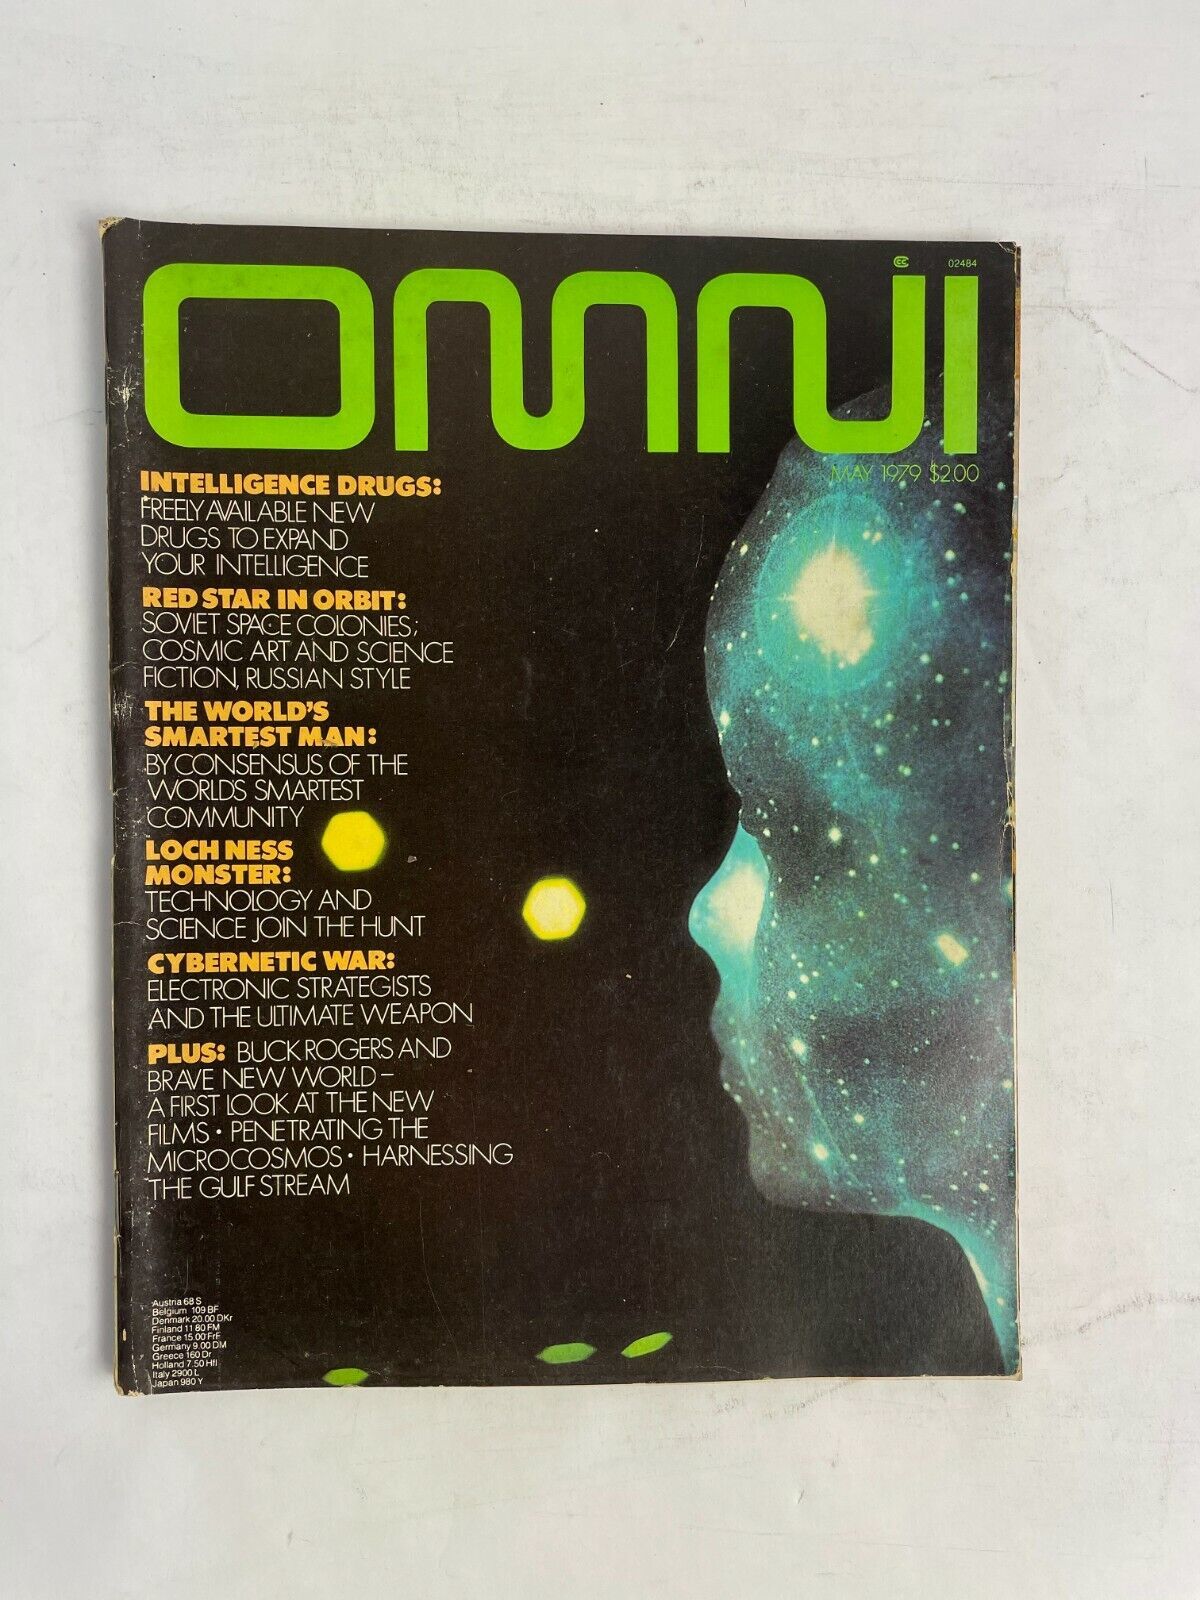 OMNI
CC 02484
MAY 1979 $2.00
INTELLIGENCE DRUGS:
FREELY AVAILABLE NEW
DRUGS TO EXPAND
YOUR INTELLIGENCE
RED STAR IN ORBIT:
SOVIET SPACE COLONIES;
COSMIC ART AND SCIENCE
FICTION, RUSSIAN STYLE
THE WORLD'S
SMARTEST MAN:
BY CONSENSUS OF THE
WORLDS SMARTEST
COMMUNITY
LOCH NESS
MONSTER:
TECHNOLOGY AND
SCIENCE JOIN THE HUNT
CYBERNETIC WAR:
ELECTRONIC STRATEGISTS
AND THE ULTIMATE WEAPON
PLUS: BUCK ROGERS AND
BRAVE NEW WORLD–
A FIRST LOOK AT THE NEW
FILMS • PENETRATING THE
MICROCOSMOS • HARNESSING
THE GULF STREAM
Austria 68 S
Belgium 109 BF
Denmark 20.00 DKr
Finland 11.80 FM
France 15.00 FrF
Germany 9.00 DM
Greece 160 Dr
Holland 7.50 Hfl
Italy 2900 L
Japan 980 Y